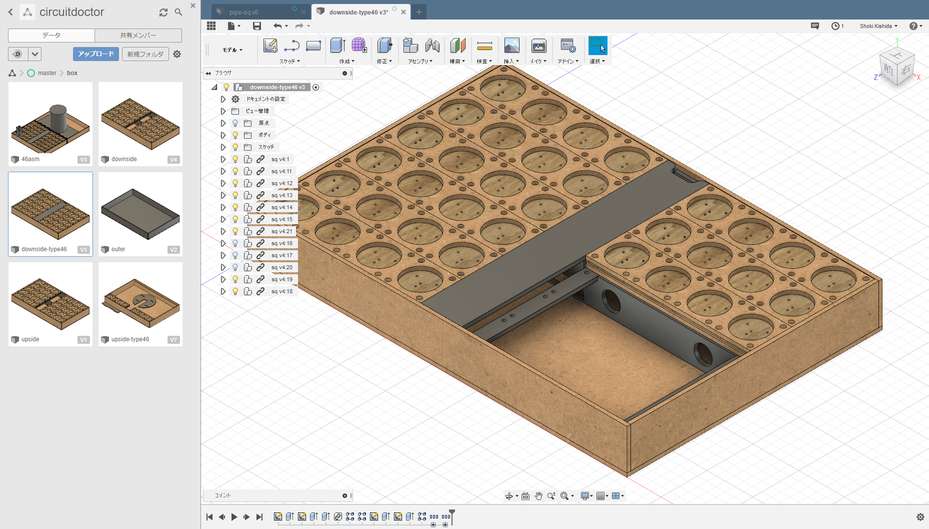 circuitdoctor
データ
共有メンバー
アップロード
新規フォルダ
master
box
46asm
V3
downside
V4
downside-type46
V3
outer
V2
upside
upside-type46
V7
pipe-sq v6
downside-type46 v3*
1
Shoki Kishida
モデル
スケッチ
作成
修正
アセンブリ
構築
検査
挿入
メイク
アドイン
選択
ブラウザ
downside-type46 v3
ドキュメントの設定
ビュー管理
原点
ボディ
スケッチ
sq v4:1
sq v4:11
sq v4:12
sq v4:13
sq v4:14
sq v4:15
sq v4:21
sq v4:16
sq v4:17
sq v4:20
sq v4:19
sq v4:18
Z
X
コメント